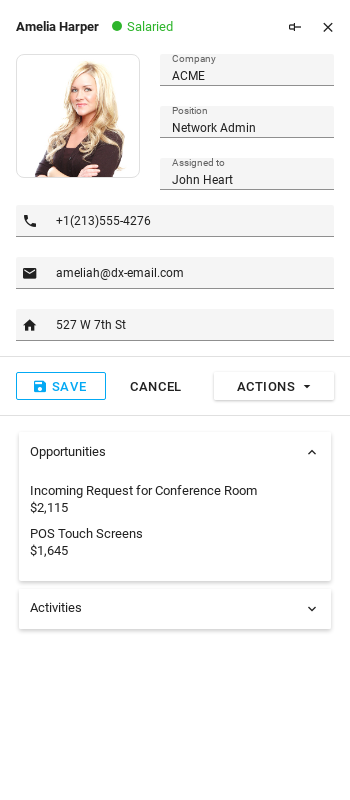 Amelia Harper Salaried
Company
ACME
Position
Network Admin
Assigned to
John Heart
+1(213)555-4276
ameliah@dx-email.com
527 W 7th St
SAVE CANCEL ACTIONS
Opportunities
Incoming Request for Conference Room
$2,115
POS Touch Screens
$1,645
Activities